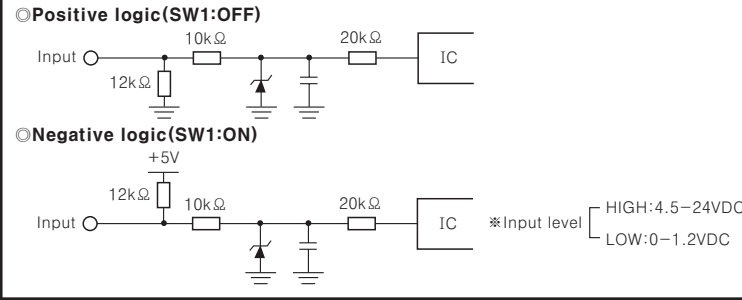 ◎Positive logic(SW1:OFF)
10kΩ
20kΩ
Input
IC
12kΩ
◎Negative logic(SW1:ON)
+5V
12kΩ
10kΩ
20kΩ
Input
IC
※Input level
HIGH:4.5-24VDC
LOW:0-1.2VDC